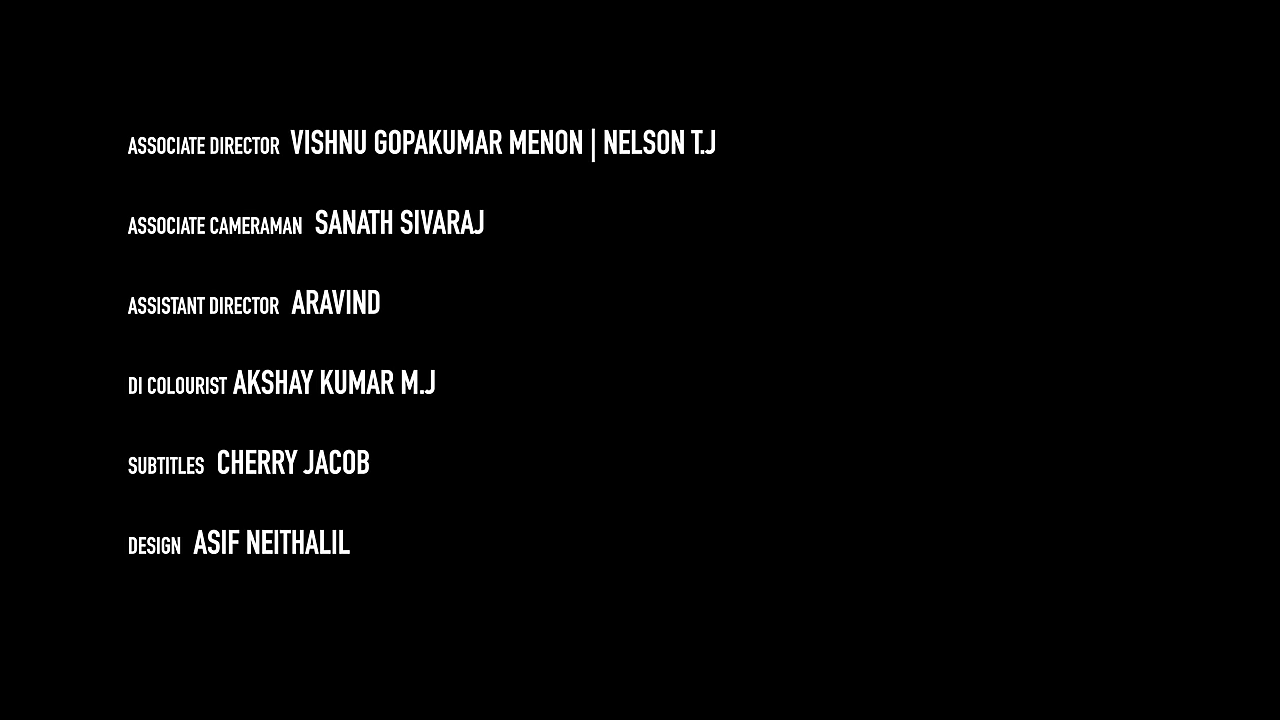 ASSOCIATE DIRECTOR VISHNU GOPAKUMAR MENON | NELSON T.J
ASSOCIATE CAMERAMAN SANATH SIVARAJ
ASSISTANT DIRECTOR ARAVIND
DI COLOURIST AKSHAY KUMAR M.J
SUBTITLES CHERRY JACOB
DESIGN ASIF NEITHALIL